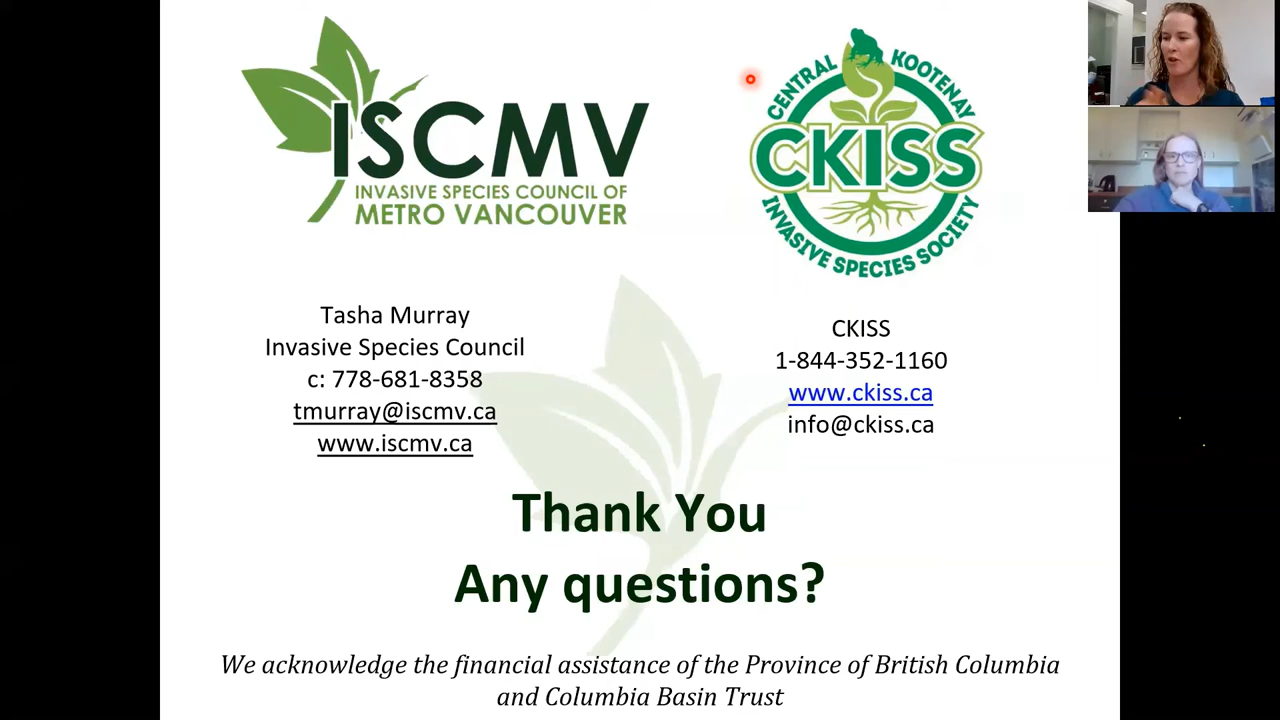 ISCMV
INVASIVE SPECIES COUNCIL OF
METRO VANCOUVER
CENTRAL KOOTENAY
CKISS
INVASIVE SPECIES SOCIETY
Tasha Murray
Invasive Species Council
c: 778-681-8358
tmurray@iscmv.ca
www.iscmv.ca
CKISS
1-844-352-1160
www.ckiss.ca
info@ckiss.ca
Thank You
Any questions?
We acknowledge the financial assistance of the Province of British Columbia
and Columbia Basin Trust